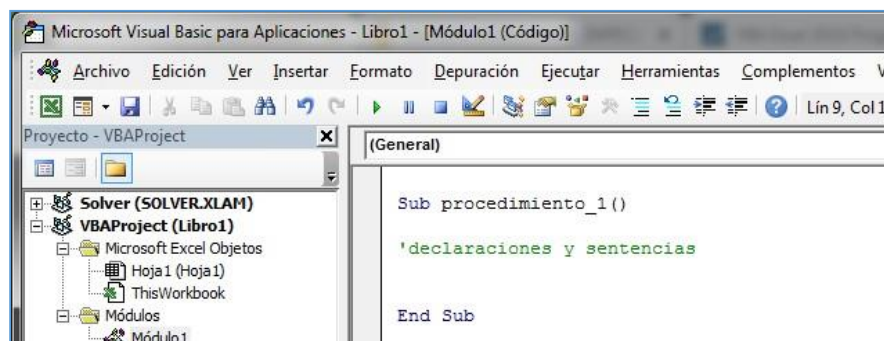 Microsoft Visual Basic para Aplicaciones - Libro1 - [Módulo1 (Código)]
Archivo Edición Ver Insertar Formato Depuración Ejecutar Herramientas Complementos V
Lín 9, Col 1
Proyecto - VBAProject
(General)
Solver (SOLVER.XLAM)
VBAProject (Libro1)
Microsoft Excel Objetos
Hoja1 (Hoja1)
ThisWorkbook
Módulos
Módulo1
Sub procedimiento_1()
'declaraciones y sentencias
End Sub